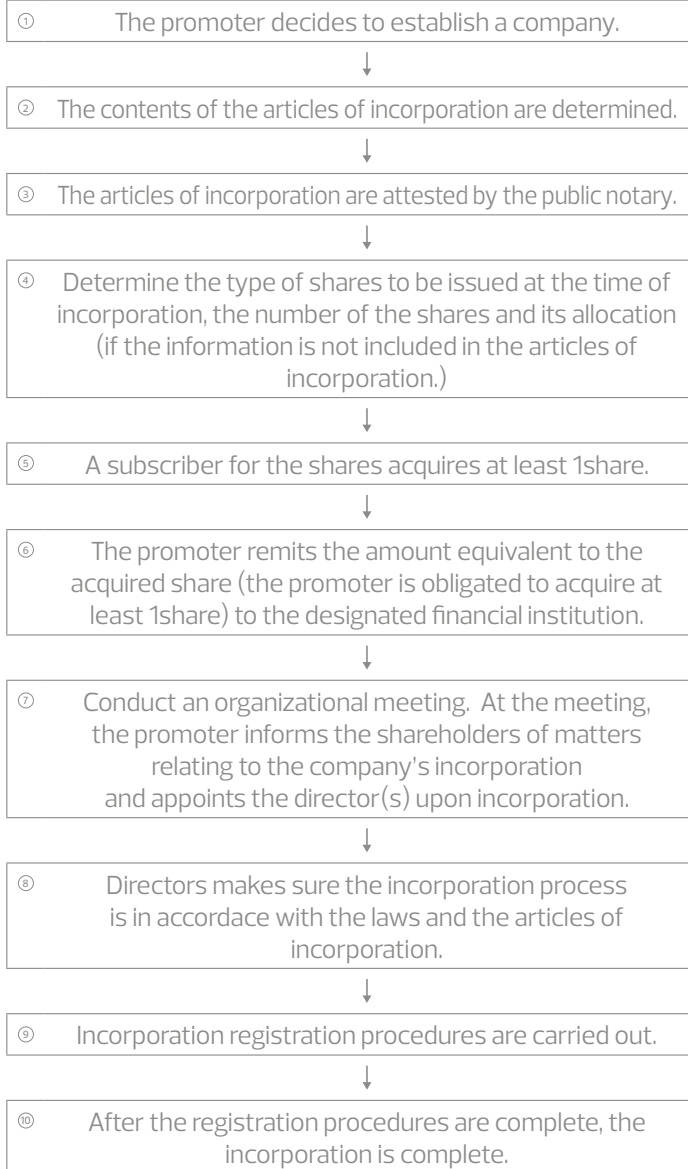 ① The promoter decides to establish a company.
② The contents of the articles of incorporation are determined.
③ The articles of incorporation are attested by the public notary.
④ Determine the type of shares to be issued at the time of
incorporation, the number of the shares and its allocation
(if the information is not included in the articles of
incorporation.)
⑤ A subscriber for the shares acquires at least 1share.
⑥ The promoter remits the amount equivalent to the
acquired share (the promoter is obligated to acquire at
least 1share) to the designated financial institution.
⑦ Conduct an organizational meeting. At the meeting,
the promoter informs the shareholders of matters
relating to the company's incorporation
and appoints the director(s) upon incorporation.
⑧ Directors makes sure the incorporation process
is in accordace with the laws and the articles of
incorporation.
⑨ Incorporation registration procedures are carried out.
⑩ After the registration procedures are complete, the
incorporation is complete.